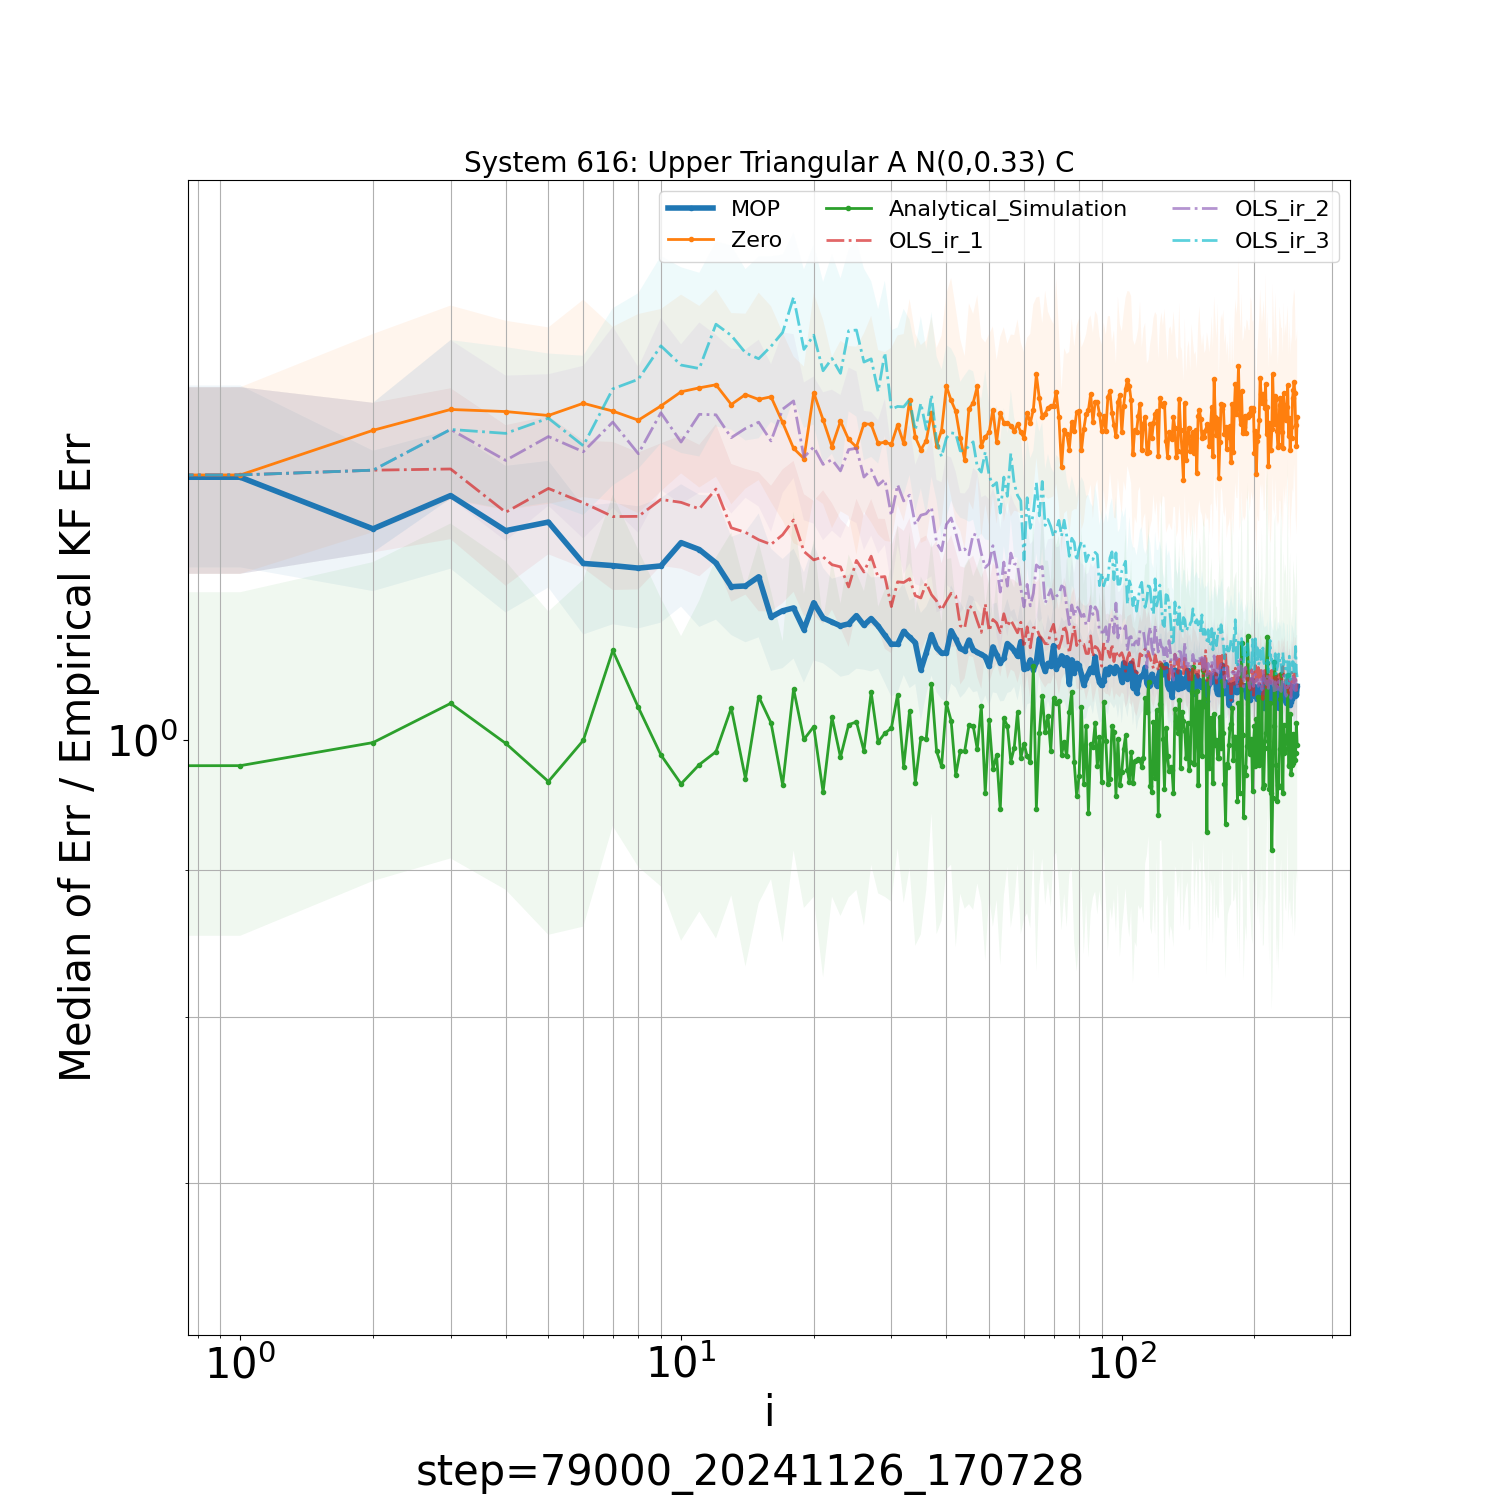 System 616: Upper Triangular A N(0,0.33) C
MOP
Zero
Analytical_Simulation
OLS_ir_1
OLS_ir_2
OLS_ir_3
Median of Err / Empirical KF Err
10⁰
10⁰
10¹
10²
i
step=79000_20241126_170728